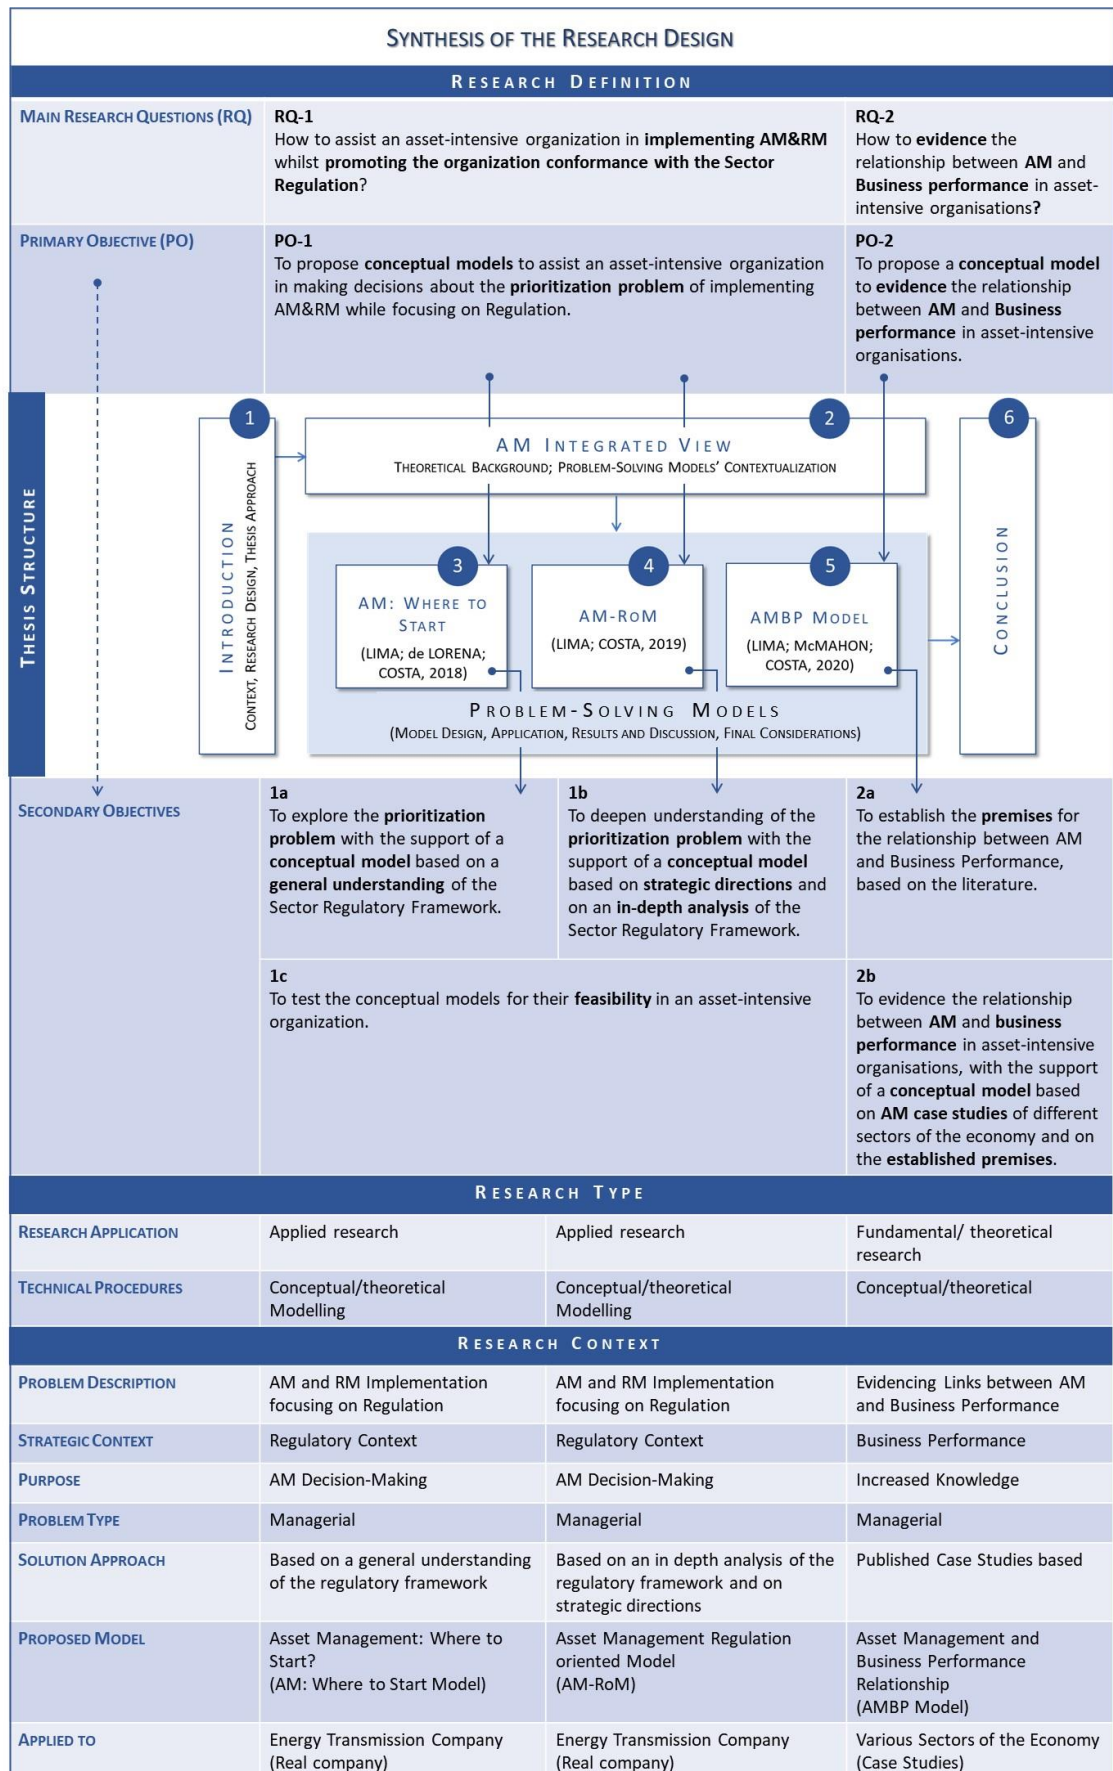 SYNTHESIS OF THE RESEARCH DESIGN
RESEARCH DEFINITION
MAIN RESEARCH QUESTIONS (RQ)
RQ-1
How to assist an asset-intensive organization in implementing AM&RM
whilst promoting the organization conformance with the Sector
Regulation?
RQ-2
How to evidence the
relationship between AM and
Business performance in asset-
intensive organisations?
PRIMARY OBJECTIVE (PO)
PO-1
To propose conceptual models to assist an asset-intensive organization
in making decisions about the prioritization problem of implementing
AM&RM while focusing on Regulation.
PO-2
To propose a conceptual model
to evidence the relationship
between AM and Business
performance in asset-intensive
organisations.
THESIS STRUCTURE
1
INTRODUCTION
CONTEXT, RESEARCH DESIGN, THESIS APPROACH
2
AM INTEGRATED VIEW
THEORETICAL BACKGROUND; PROBLEM-SOLVING MODELS' CONTEXTUALIZATION
3
AM: WHERE TO
START
(LIMA; de LORENA;
COSTA, 2018)
4
AM-ROM
(LIMA; COSTA, 2019)
5
AMBP MODEL
(LIMA; McMAHON;
COSTA, 2020)
PROBLEM-SOLVING MODELS
(MODEL DESIGN, APPLICATION, RESULTS AND DISCUSSION, FINAL CONSIDERATIONS)
6
CONCLUSION
SECONDARY OBJECTIVES
1a
To explore the prioritization
problem with the support of a
conceptual model based on a
general understanding of the
Sector Regulatory Framework.
1b
To deepen understanding of the
prioritization problem with the
support of a conceptual model
based on strategic directions and
on an in-depth analysis of the
Sector Regulatory Framework.
2a
To establish the premises for
the relationship between AM
and Business Performance,
based on the literature.
1c
To test the conceptual models for their feasibility in an asset-intensive
organization.
2b
To evidence the relationship
between AM and business
performance in asset-intensive
organisations, with the support
of a conceptual model based
on AM case studies of different
sectors of the economy and on
the established premises.
RESEARCH TYPE
RESEARCH APPLICATION
Applied research
Applied research
Fundamental/ theoretical
research
TECHNICAL PROCEDURES
Conceptual/theoretical
Modelling
Conceptual/theoretical
Modelling
Conceptual/theoretical
RESEARCH CONTEXT
PROBLEM DESCRIPTION
AM and RM Implementation
focusing on Regulation
AM and RM Implementation
focusing on Regulation
Evidencing Links between AM
and Business Performance
STRATEGIC CONTEXT
Regulatory Context
Regulatory Context
Business Performance
PURPOSE
AM Decision-Making
AM Decision-Making
Increased Knowledge
PROBLEM TYPE
Managerial
Managerial
Managerial
SOLUTION APPROACH
Based on a general understanding
of the regulatory framework
Based on an in depth analysis of the
regulatory framework and on
strategic directions
Published Case Studies based
PROPOSED MODEL
Asset Management: Where to
Start?
(AM: Where to Start Model)
Asset Management Regulation
oriented Model
(AM-RoM)
Asset Management and
Business Performance
Relationship
(AMBP Model)
APPLIED TO
Energy Transmission Company
(Real company)
Energy Transmission Company
(Real company)
Various Sectors of the Economy
(Case Studies)